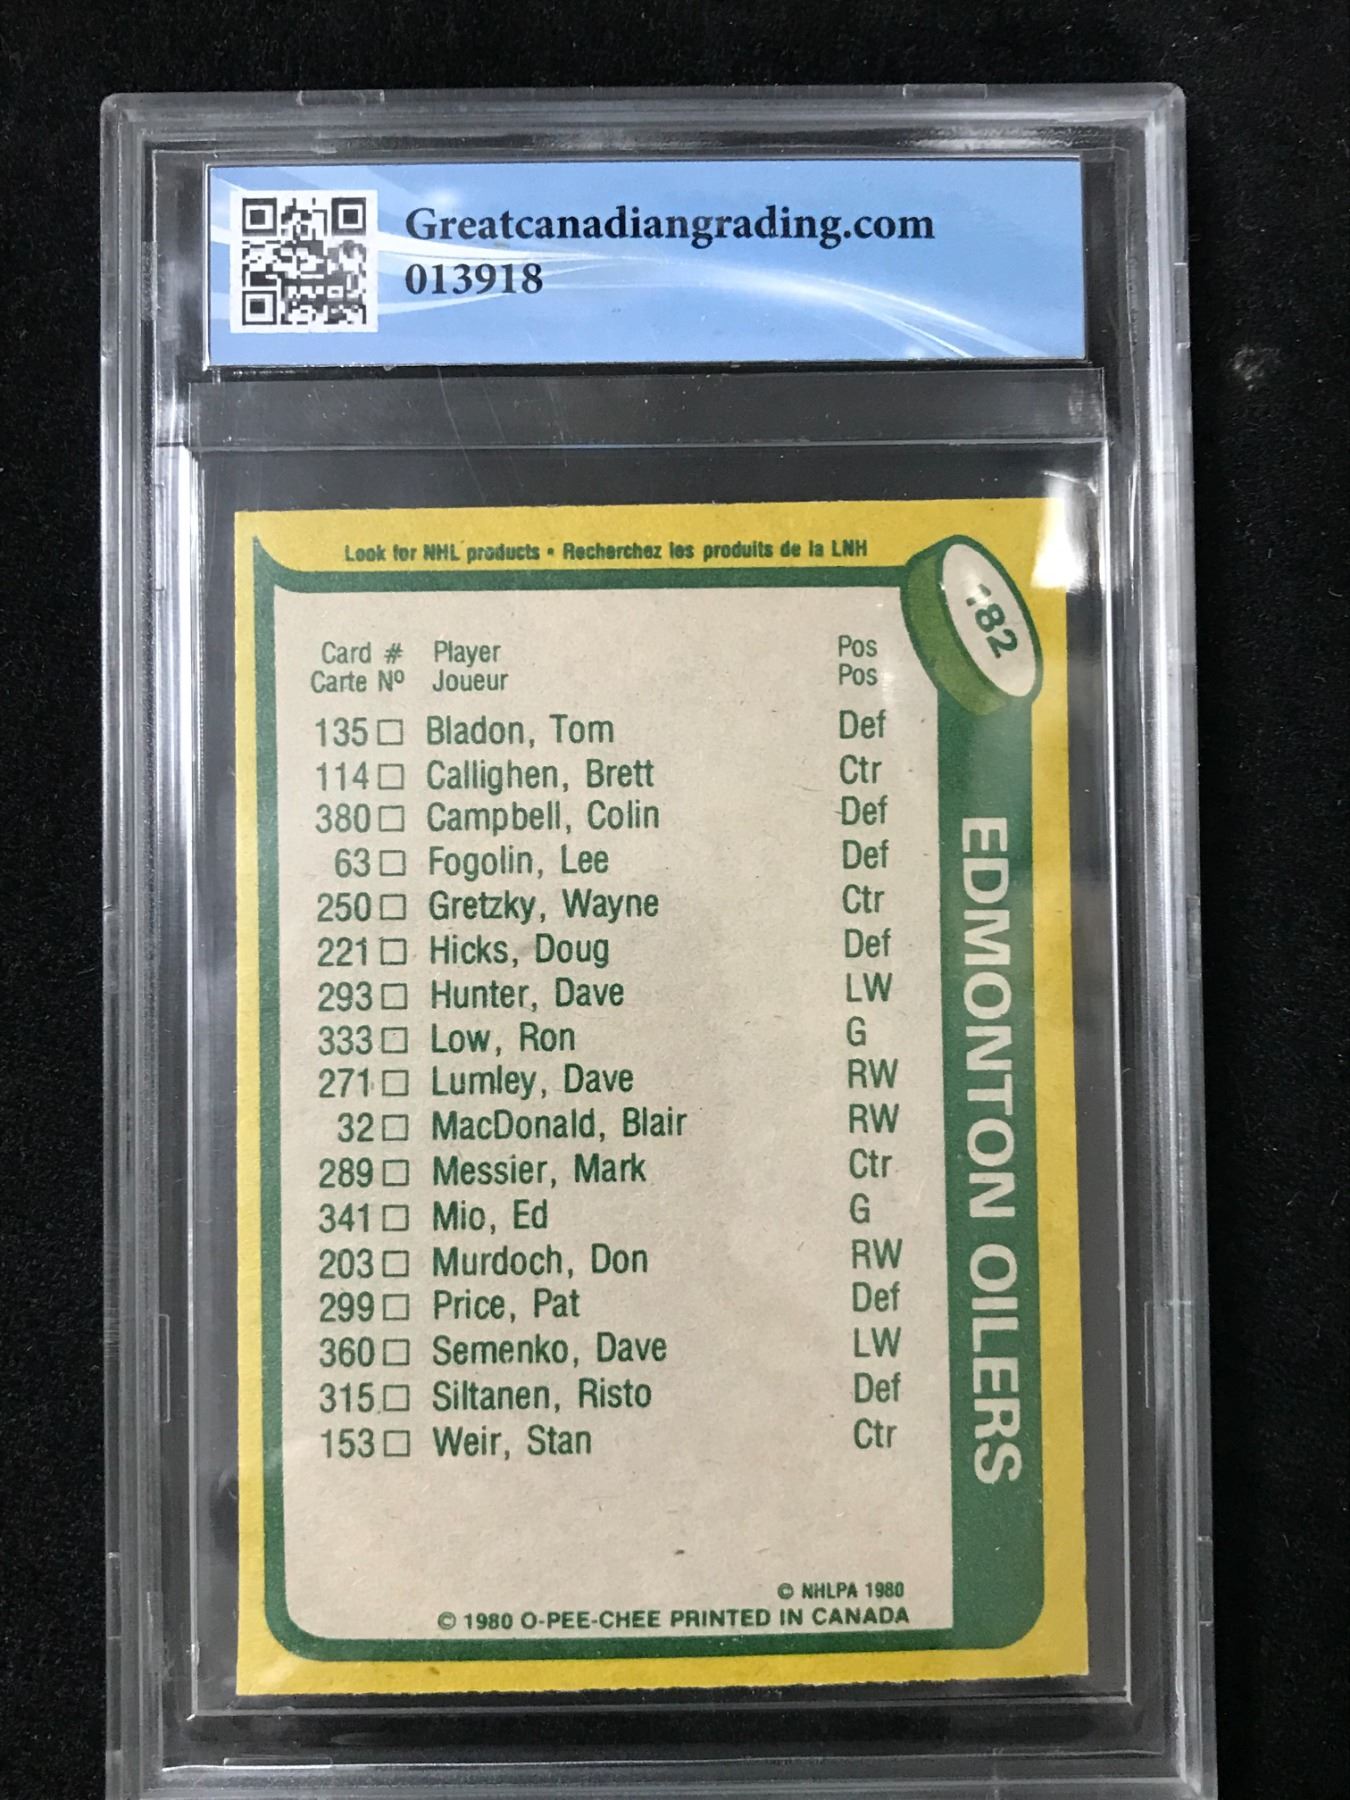 Greatcanadiangrading.com
013918
Look for NHL products • Recherchez les produits de la LNH
82
Card # Player Pos
Carte Nº Joueur Pos
135 □ Bladon, Tom Def
114 □ Callighen, Brett Ctr
380 □ Campbell, Colin Def
63 □ Fogolin, Lee Def
250 □ Gretzky, Wayne Ctr
221 □ Hicks, Doug Def
293 □ Hunter, Dave LW
333 □ Low, Ron G
271 □ Lumley, Dave RW
32 □ MacDonald, Blair RW
289 □ Messier, Mark Ctr
341 □ Mio, Ed G
203 □ Murdoch, Don RW
299 □ Price, Pat Def
360 □ Semenko, Dave LW
315 □ Siltanen, Risto Def
153 □ Weir, Stan Ctr
EDMONTON OILERS
© NHLPA 1980
© 1980 O-PEE-CHEE PRINTED IN CANADA